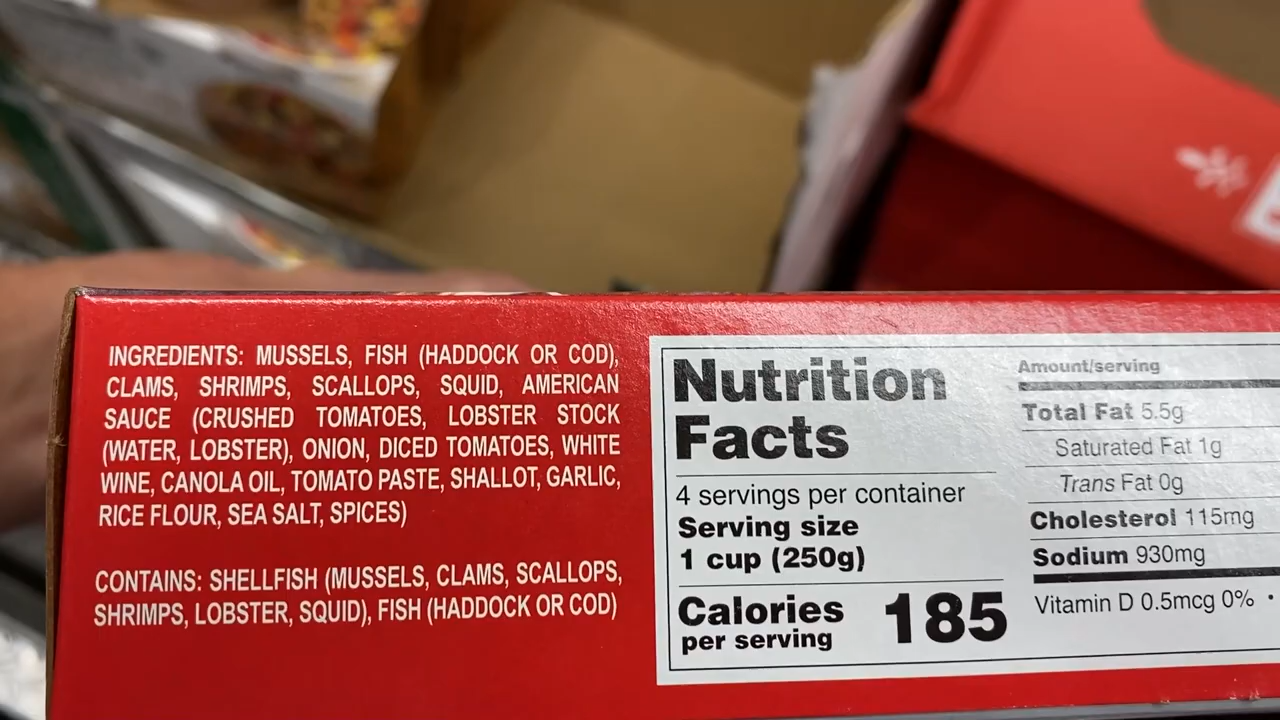 INGREDIENTS: MUSSELS, FISH (HADDOCK OR COD),
CLAMS, SHRIMPS, SCALLOPS, SQUID, AMERICAN
SAUCE (CRUSHED TOMATOES, LOBSTER STOCK
(WATER, LOBSTER), ONION, DICED TOMATOES, WHITE
WINE, CANOLA OIL, TOMATO PASTE, SHALLOT, GARLIC,
RICE FLOUR, SEA SALT, SPICES)
CONTAINS: SHELLFISH (MUSSELS, CLAMS, SCALLOPS,
SHRIMPS, LOBSTER, SQUID), FISH (HADDOCK OR COD)
Nutrition
Facts
4 servings per container
Serving size
1 cup (250g)
Calories
per serving
185
Amount/serving
Total Fat 5.5g
Saturated Fat 1g
Trans Fat 0g
Cholesterol 115mg
Sodium 930mg
Vitamin D 0.5mcg 0% •